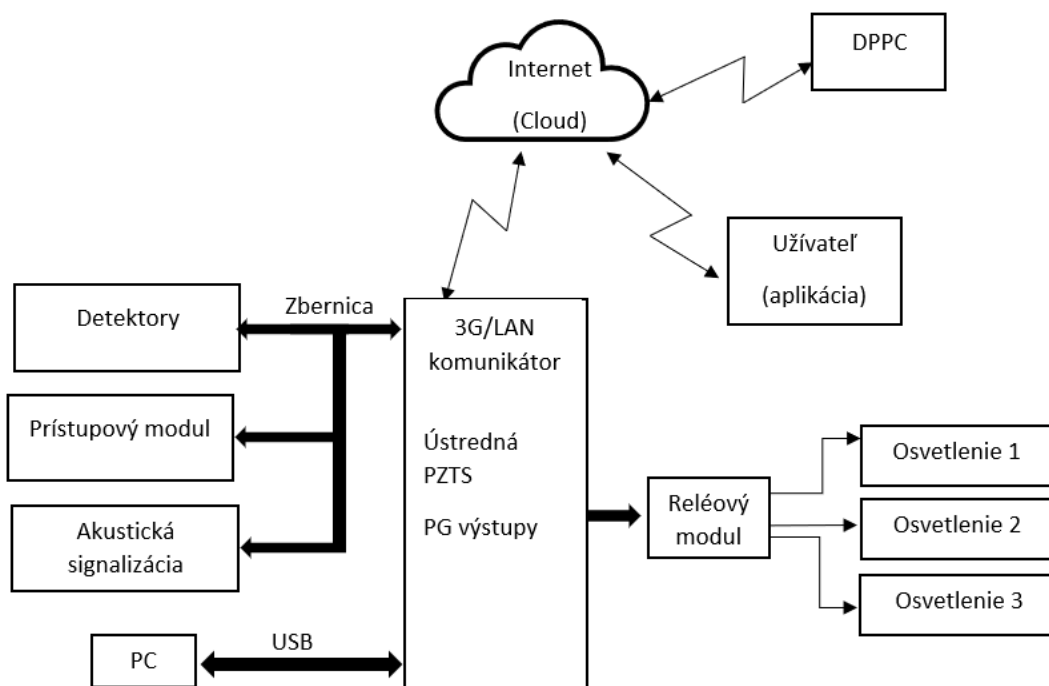 Internet
(Cloud)
DPPC
Užívateľ
(aplikácia)
Zbernica
Detektory
3G/LAN
komunikátor
Prístupový modul
Ústredná
PZTS
PG výstupy
Akustická
signalizácia
Reléový
modul
Osvetlenie 1
Osvetlenie 2
Osvetlenie 3
USB
PC